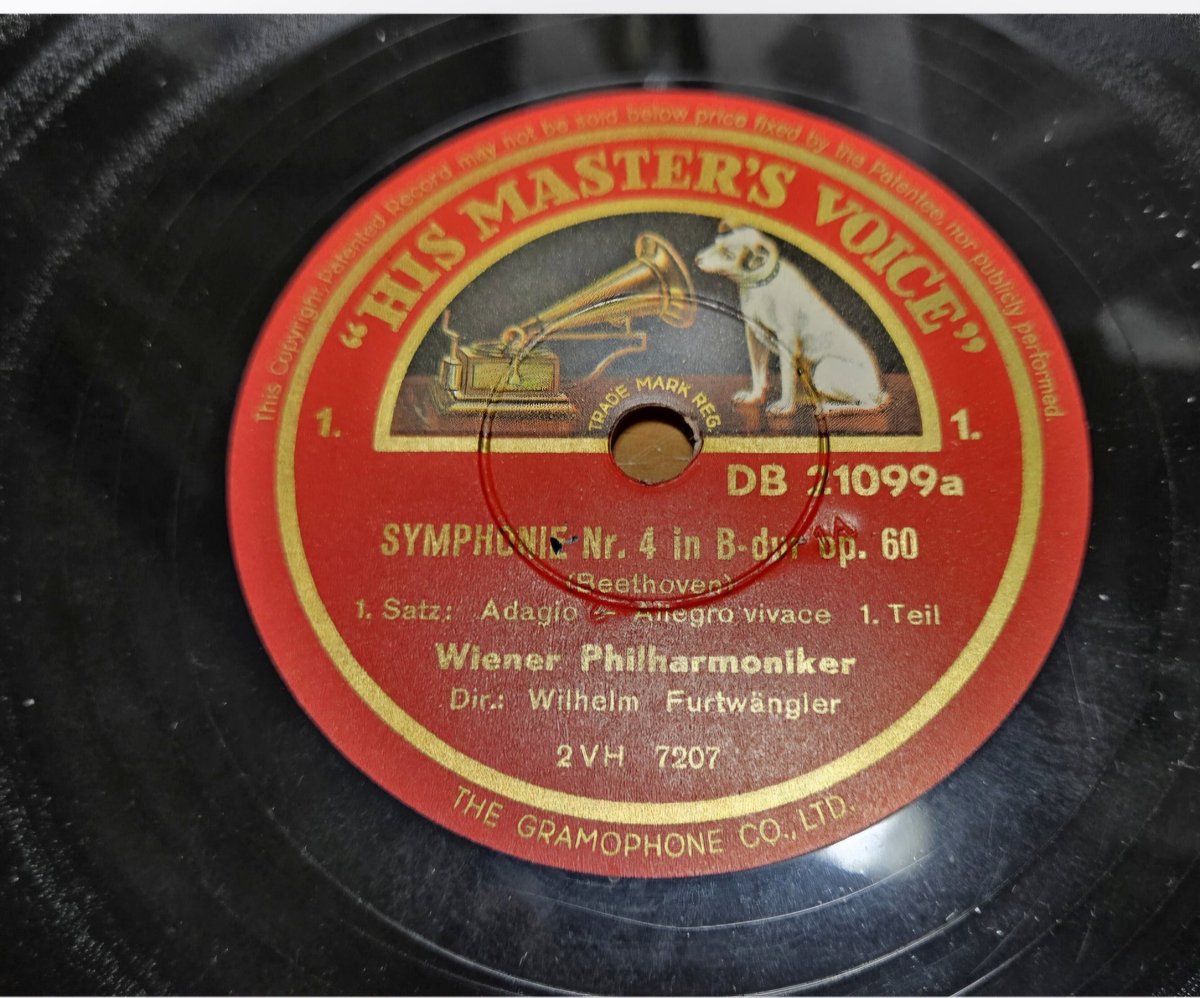 This Copyright Patented Record may not be sold below price fixed by the Patentee nor publicly performed.
"HIS MASTER'S VOICE"
TRADE MARK REG.
1. 1.
DB 21099a
SYMPHONIE Nr. 4 in B-dur op. 60
(Beethoven)
1. Satz: Adagio – Allegro vivace 1. Teil
Wiener Philharmoniker
Dir.: Wilhelm Furtwängler
2VH 7207
THE GRAMOPHONE CO., LTD.